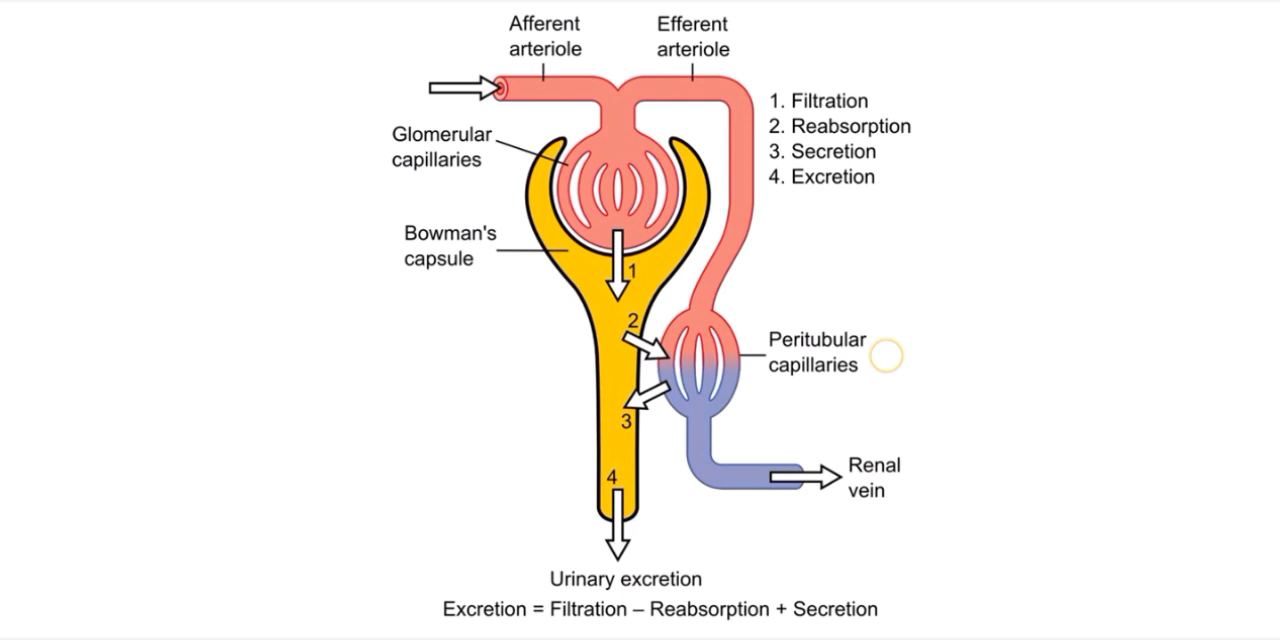 Afferent
arteriole
Efferent
arteriole
1. Filtration
2. Reabsorption
3. Secretion
4. Excretion
Glomerular
capillaries
Bowman's
capsule
1
2
Peritubular
capillaries
3
4
Renal
vein
Urinary excretion
Excretion = Filtration – Reabsorption + Secretion